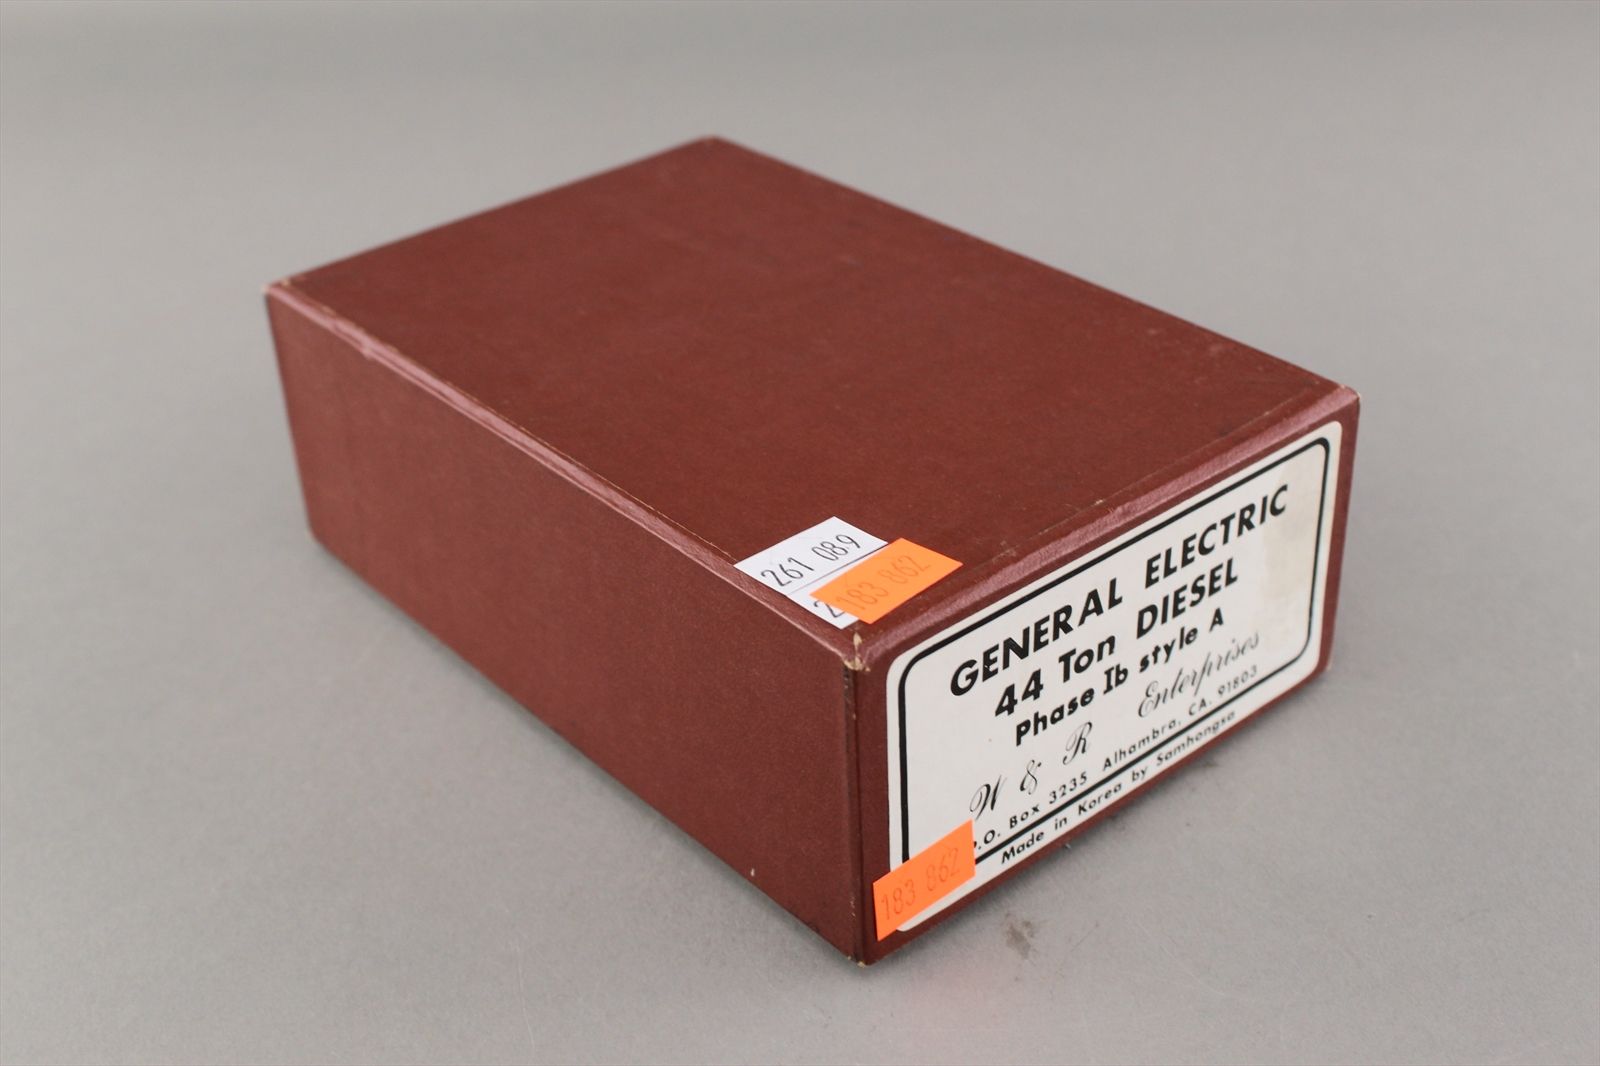 261 089
183 862
GENERAL ELECTRIC
44 Ton DIESEL
Phase Ib style A
W & R Enterprises
P.O. Box 3235 Alhambra, CA. 91803
Made in Korea by Samhongsa
183 862